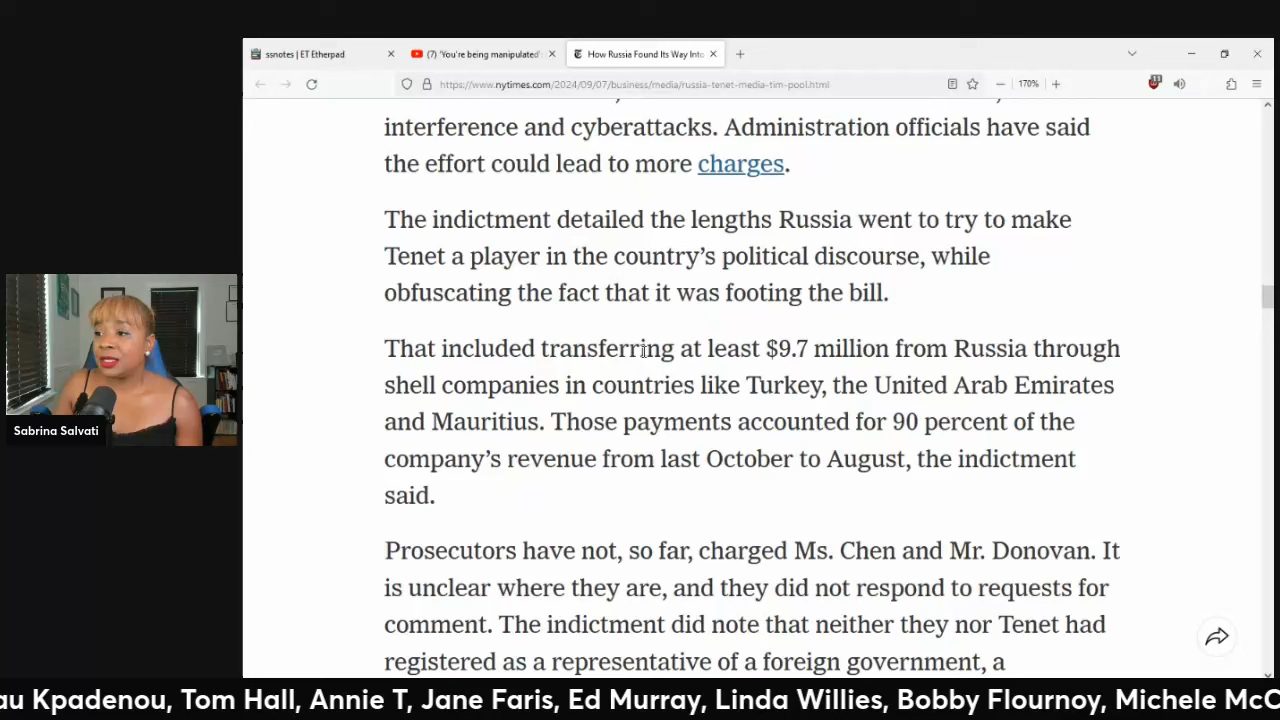 ssnotes | ET Etherpad
(7) 'You're being manipulated':
How Russia Found Its Way Into
https://www.nytimes.com/2024/09/07/business/media/russia-tenet-media-tim-pool.html
170%
interference and cyberattacks. Administration officials have said
the effort could lead to more charges.
The indictment detailed the lengths Russia went to try to make
Tenet a player in the country's political discourse, while
obfuscating the fact that it was footing the bill.
That included transferring at least $9.7 million from Russia through
shell companies in countries like Turkey, the United Arab Emirates
and Mauritius. Those payments accounted for 90 percent of the
company's revenue from last October to August, the indictment
said.
Prosecutors have not, so far, charged Ms. Chen and Mr. Donovan. It
is unclear where they are, and they did not respond to requests for
comment. The indictment did note that neither they nor Tenet had
registered as a representative of a foreign government, a
Sabrina Salvati
au Kpadenou, Tom Hall, Annie T, Jane Faris, Ed Murray, Linda Willies, Bobby Flournoy, Michele McC